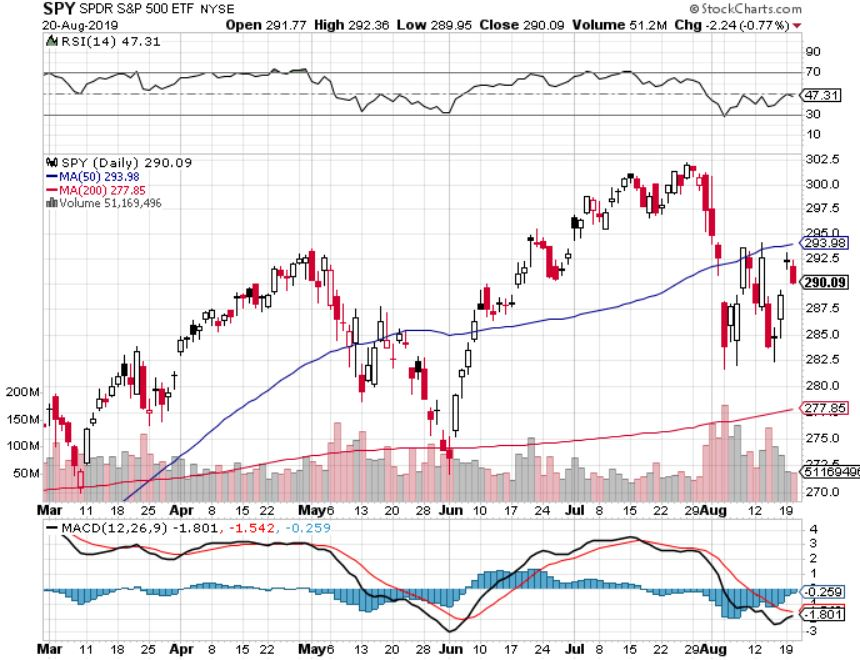 SPY SPDR S&P 500 ETF NYSE © StockCharts.com
20-Aug-2019 Open 291.77 High 292.36 Low 289.95 Close 290.09 Volume 51.2M Chg -2.24 (-0.77%)
RSI(14) 47.31
90
70
47.31
30
10
SPY (Daily) 290.09
MA(50) 293.98
MA(200) 277.85
Volume 51,169,496
302.5
300.0
297.5
295.0
293.98
292.5
290.09
287.5
285.0
282.5
280.0
277.85
275.0
272.5
51169496
270.0
200M
150M
100M
50M
Mar 11 18 25 Apr 8 15 22 May 6 13 20 28 Jun 10 17 24 Jul 8 15 22 29 Aug 12 19
MACD(12,26,9) -1.801, -1.542, -0.259
4
3
2
1
-0.259
-1.801
-3
Mar 11 18 25 Apr 8 15 22 May 6 13 20 28 Jun 10 17 24 Jul 8 15 22 29 Aug 12 19